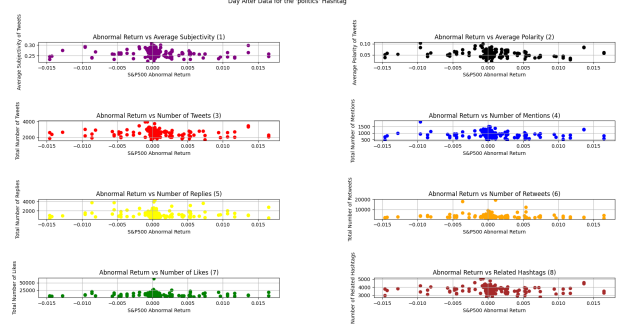 Day After Data for the 'politics' Hashtag
Abnormal Return vs Average Subjectivity (1)
Average Subjectivity of Tweets
0.30
0.25
−0.015 −0.010 −0.005 0.000 0.005 0.010 0.015
S&P500 Abnormal Return
Abnormal Return vs Average Polarity (2)
Average Polarity of Tweets
0.10
0.05
−0.015 −0.010 −0.005 0.000 0.005 0.010 0.015
S&P500 Abnormal Return
Abnormal Return vs Number of Tweets (3)
Total Number of Tweets
4000
2000
−0.015 −0.010 −0.005 0.000 0.005 0.010 0.015
S&P500 Abnormal Return
Abnormal Return vs Number of Mentions (4)
Total Number of Mentions
1500
1000
500
−0.015 −0.010 −0.005 0.000 0.005 0.010 0.015
S&P500 Abnormal Return
Abnormal Return vs Number of Replies (5)
Total Number of Replies
4000
2000
−0.015 −0.010 −0.005 0.000 0.005 0.010 0.015
S&P500 Abnormal Return
Abnormal Return vs Number of Retweets (6)
Total Number of Retweets
20000
10000
−0.015 −0.010 −0.005 0.000 0.005 0.010 0.015
S&P500 Abnormal Return
Abnormal Return vs Number of Likes (7)
Total Number of Likes
50000
25000
−0.015 −0.010 −0.005 0.000 0.005 0.010 0.015
S&P500 Abnormal Return
Abnormal Return vs Related Hashtags (8)
Number of Related Hashtags
5000
4000
3000
−0.015 −0.010 −0.005 0.000 0.005 0.010 0.015
S&P500 Abnormal Return